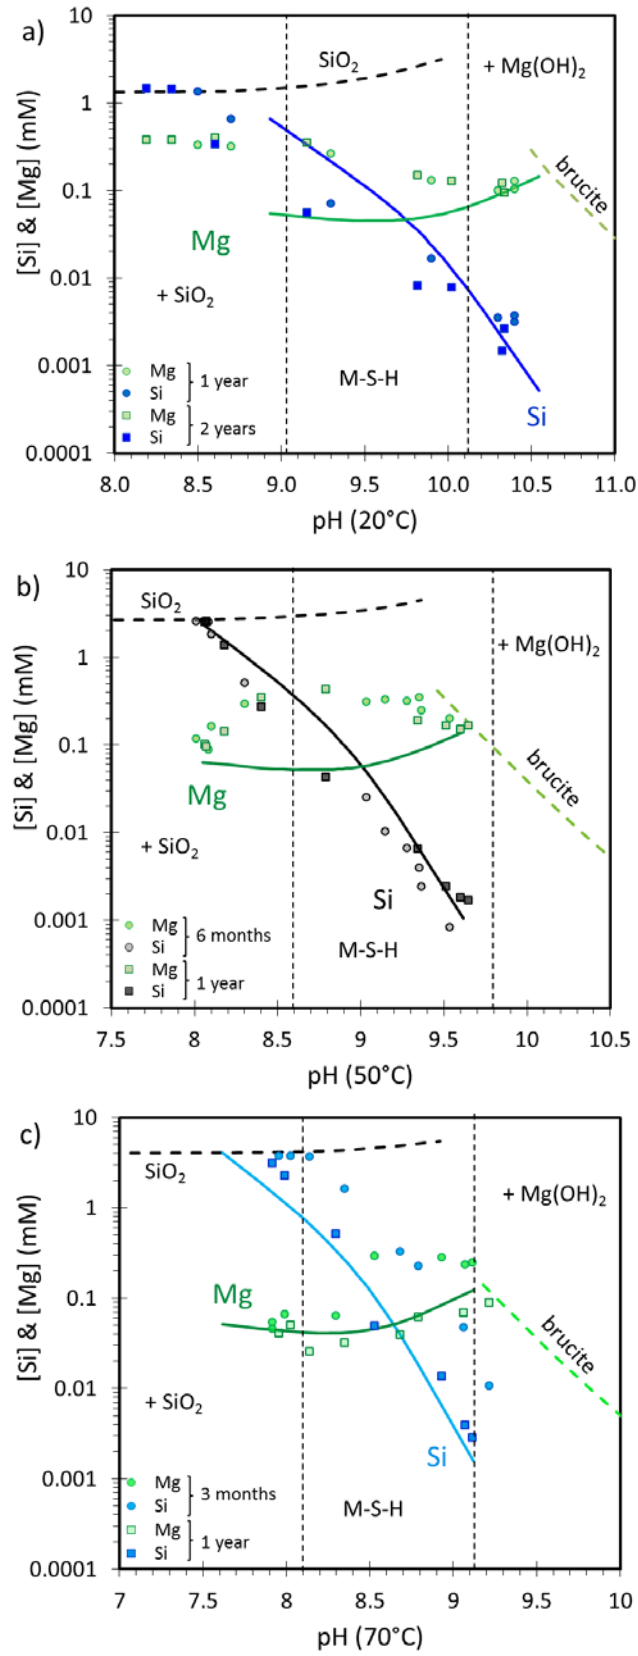 a)
10
SiO2
+ Mg(OH)2
1
0.1
brucite
Mg
0.01
+ SiO2
0.001
Mg
Si
1 year
M-S-H
Mg
Si
2 years
Si
0.0001
8.0 8.5 9.0 9.5 10.0 10.5 11.0
pH (20°C)
[Si] & [Mg] (mM)
b)
10
SiO2
+ Mg(OH)2
1
0.1
Mg
brucite
0.01
+ SiO2
Si
0.001
Mg
Si
6 months
M-S-H
Mg
Si
1 year
0.0001
7.5 8 8.5 9 9.5 10 10.5
pH (50°C)
[Si] & [Mg] (mM)
c)
10
SiO2
+ Mg(OH)2
1
Mg
0.1
brucite
0.01
+ SiO2
Si
0.001
Mg
Si
3 months
M-S-H
Mg
Si
1 year
0.0001
7 7.5 8 8.5 9 9.5 10
pH (70°C)
[Si] & [Mg] (mM)